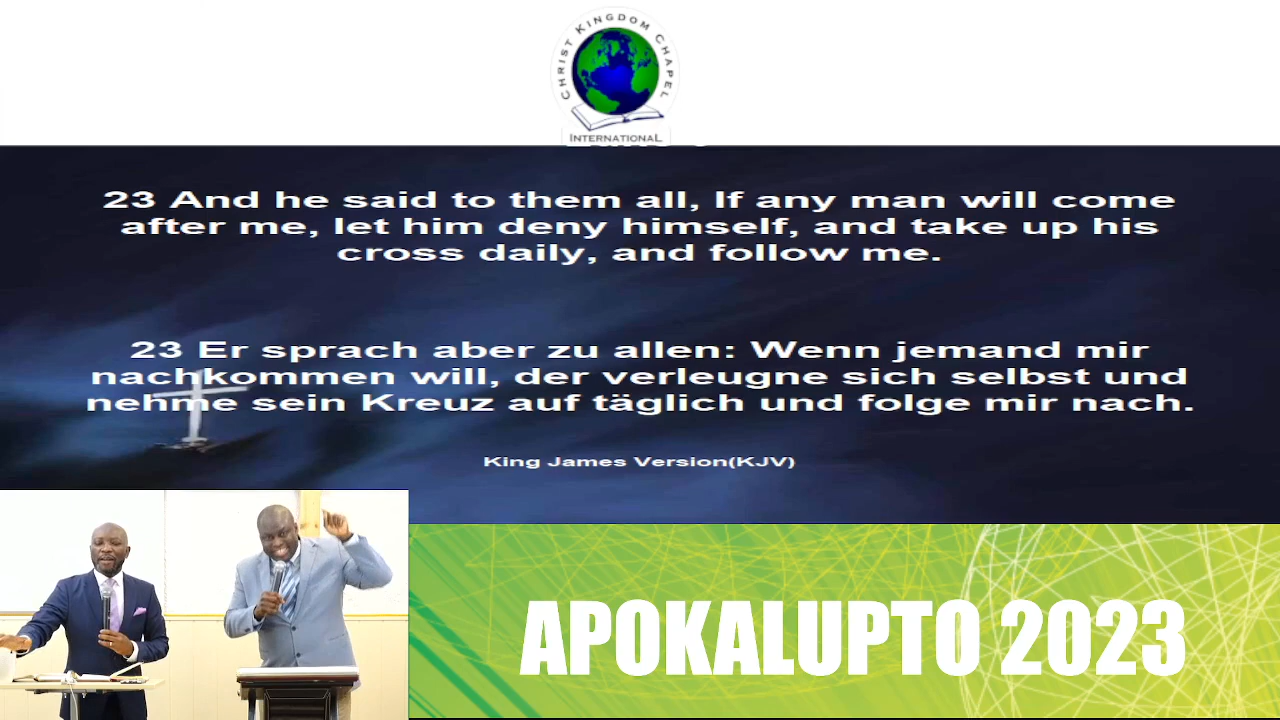 CHRIST KINGDOM CHAPEL
INTERNATIONAL
23 And he said to them all, If any man will come
after me, let him deny himself, and take up his
cross daily, and follow me.
23 Er sprach aber zu allen: Wenn jemand mir
nachkommen will, der verleugne sich selbst und
nehme sein Kreuz auf täglich und folge mir nach.
King James Version(KJV)
APOKALUPTO 2023